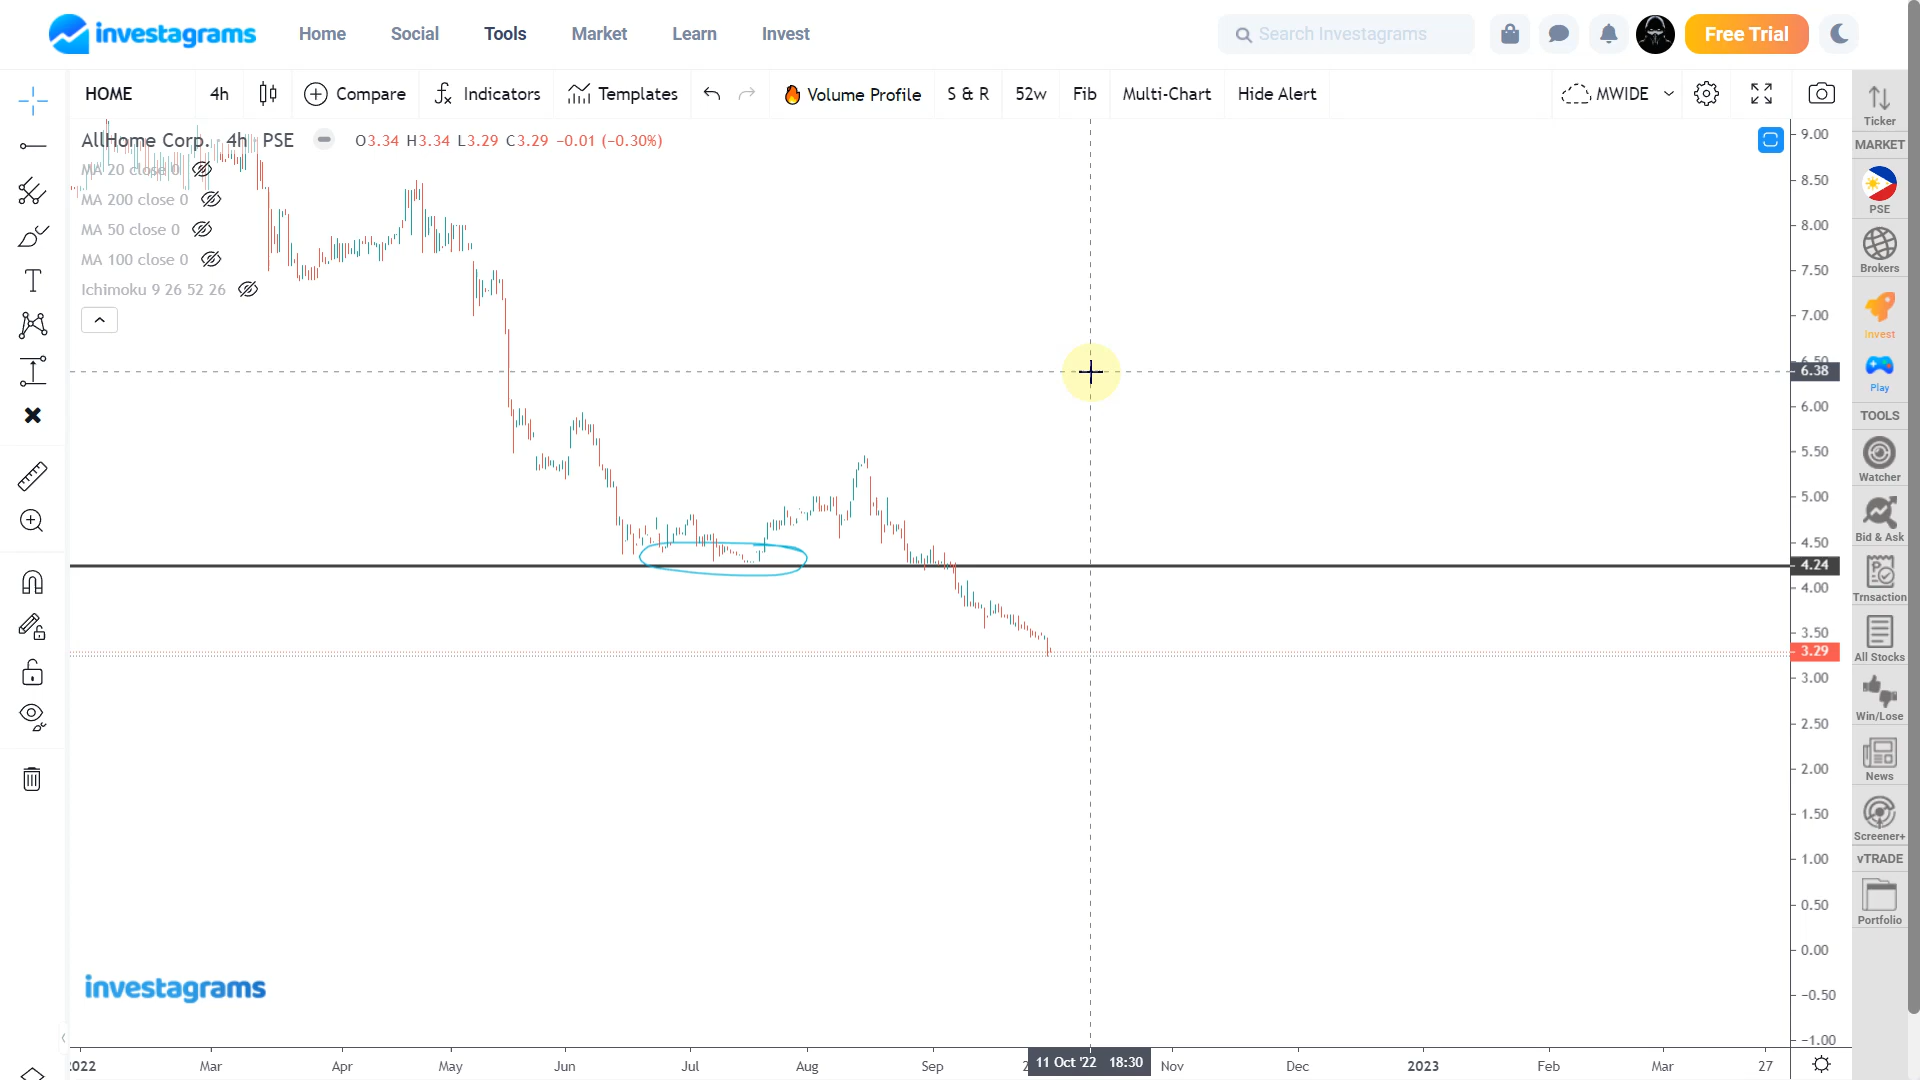 investagrams
Home
Social
Tools
Market
Learn
Invest
Search Investagrams
Free Trial
HOME
4h
Compare
Indicators
Templates
Volume Profile
S & R
52w
Fib
Multi-Chart
Hide Alert
MWIDE
AllHome Corp. 4h PSE
O3.34 H3.34 L3.29 C3.29 −0.01 (−0.30%)
MA 20 close 0
MA 200 close 0
MA 50 close 0
MA 100 close 0
Ichimoku 9 26 52 26
9.00
8.50
8.00
7.50
7.00
6.38
6.00
5.50
5.00
4.50
4.24
4.00
3.50
3.29
3.00
2.50
2.00
1.50
1.00
0.50
0.00
−0.50
−1.00
Ticker
MARKET
PSE
Brokers
Invest
Play
TOOLS
Watcher
Bid & Ask
Trnsaction
All Stocks
Win/Lose
News
Screener+
vTRADE
Portfolio
investagrams
Mar
Apr
May
Jun
Jul
Aug
Sep
11 Oct '22 18:30
Nov
Dec
2023
Feb
Mar
27